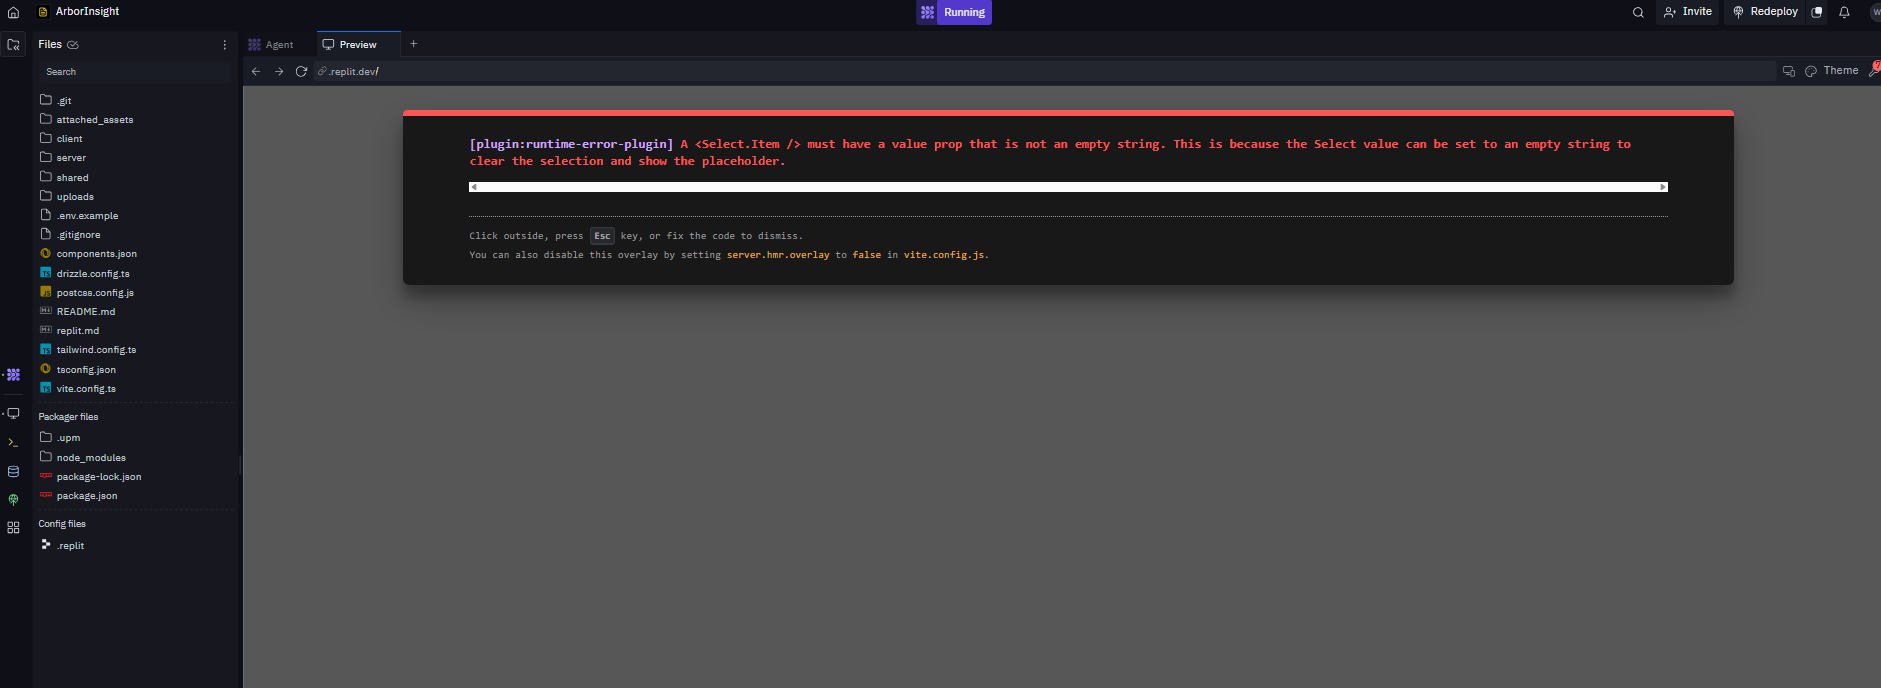 ArborInsight
Running
Invite
Redeploy
Files
Agent
Preview
Search
.replit.dev/
Theme
.git
attached_assets
client
server
shared
uploads
.env.example
.gitignore
components.json
drizzle.config.ts
postcss.config.js
README.md
replit.md
tailwind.config.ts
tsconfig.json
vite.config.ts
Packager files
.upm
node_modules
package-lock.json
package.json
Config files
.replit
[plugin:runtime-error-plugin] A <Select.Item /> must have a value prop that is not an empty string. This is because the Select value can be set to an empty string to
clear the selection and show the placeholder.
Click outside, press Esc key, or fix the code to dismiss.
You can also disable this overlay by setting server.hmr.overlay to false in vite.config.js.